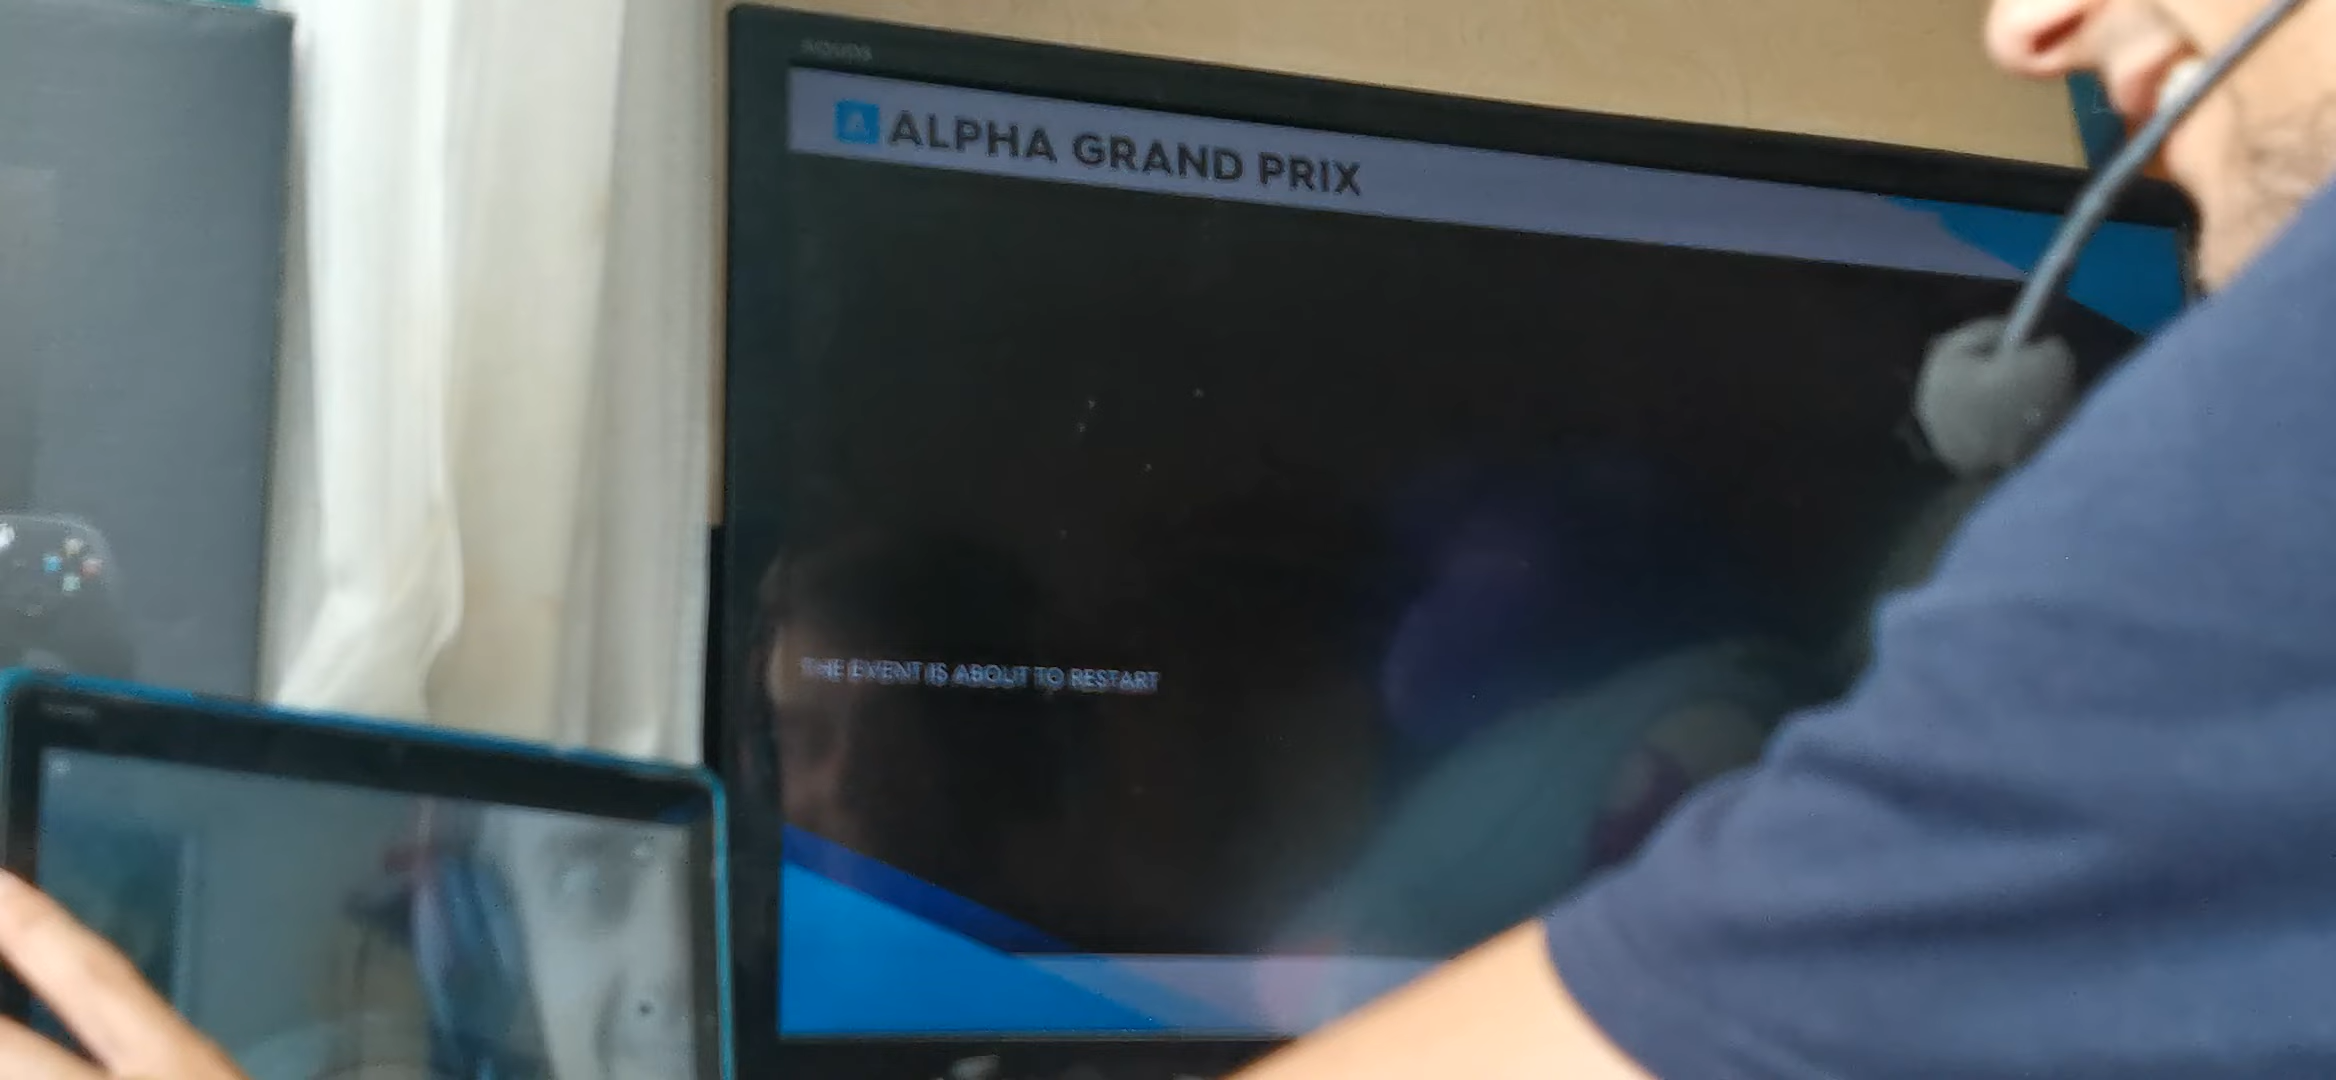 ALPHA GRAND PRIX
THE EVENT IS ABOUT TO RESTART